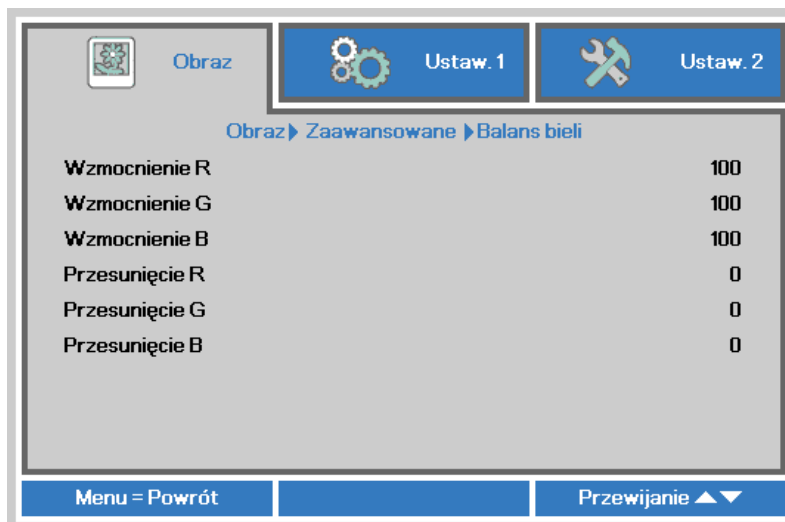 Obraz Ustaw. 1 Ustaw. 2
Obraz Zaawansowane Balans bieli
Wzmocnienie R 100
Wzmocnienie G 100
Wzmocnienie B 100
Przesunięcie R 0
Przesunięcie G 0
Przesunięcie B 0
Menu = Powrót Przewijanie